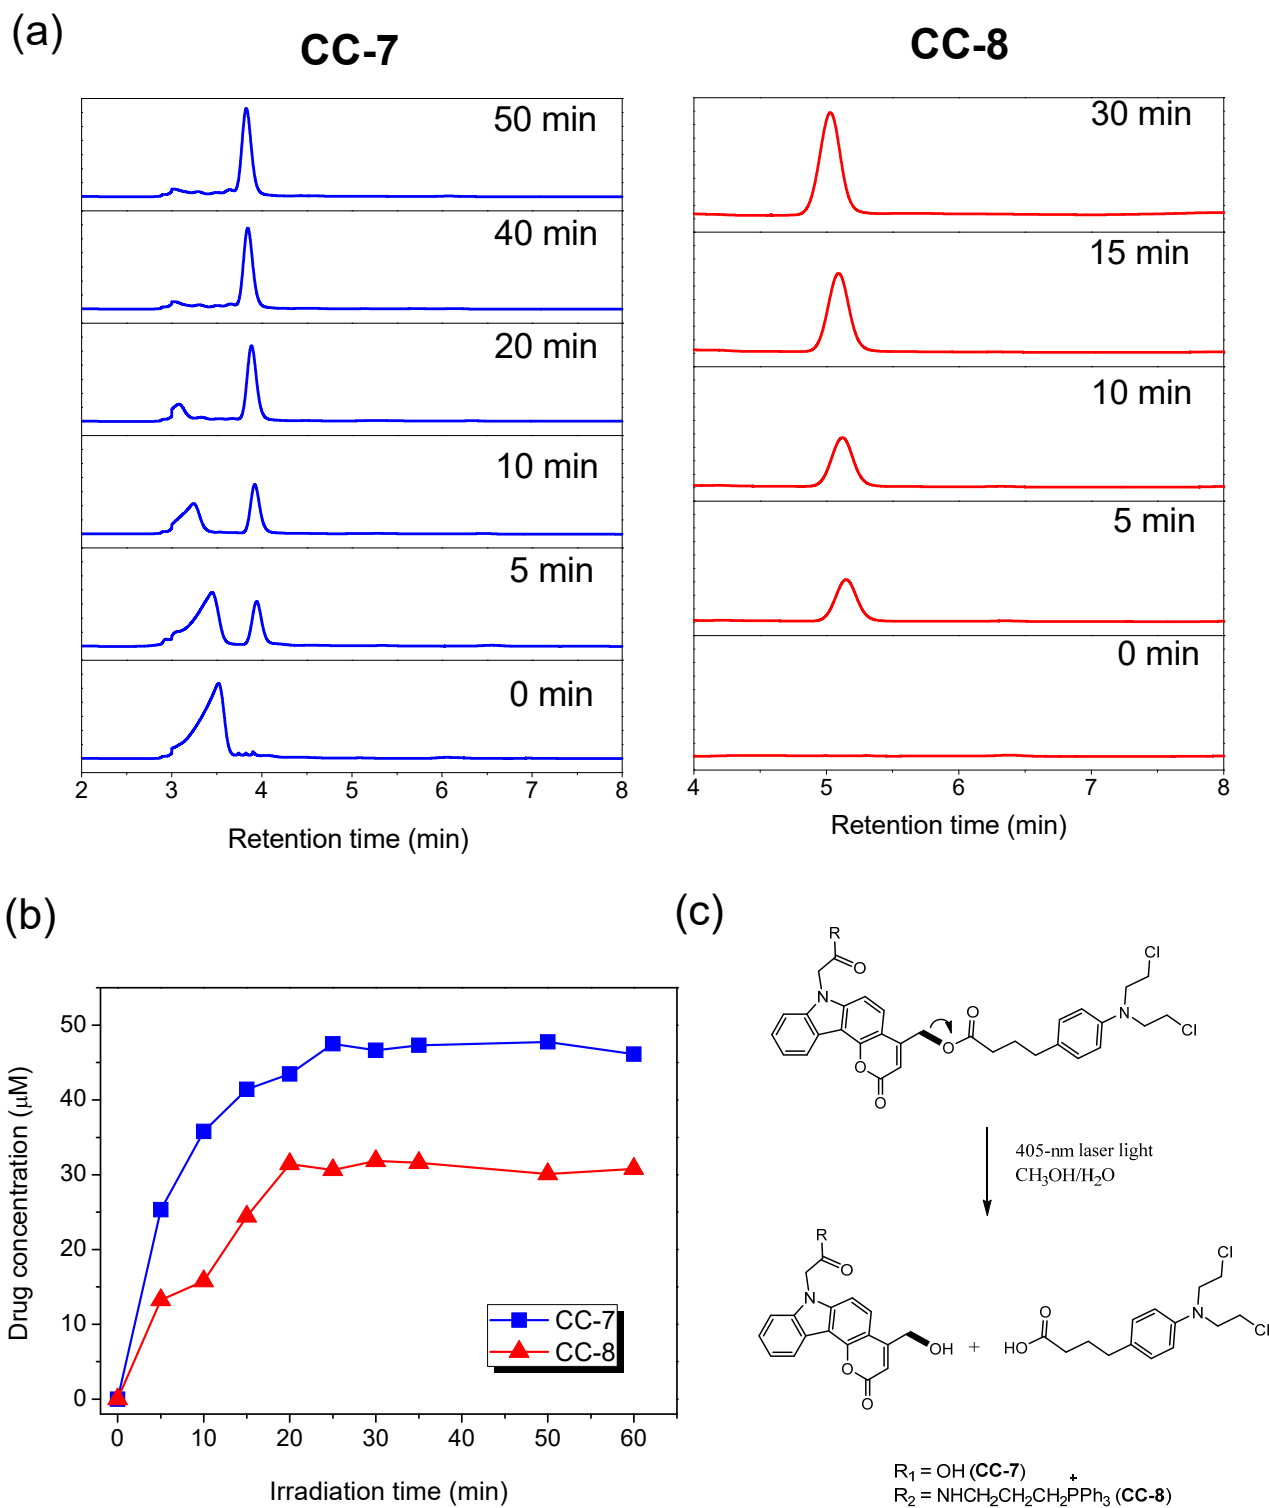 (a)
CC-7
CC-8
50 min
40 min
20 min
10 min
5 min
0 min
2 3 4 5 6 7 8
Retention time (min)
30 min
15 min
10 min
5 min
0 min
4 5 6 7 8
Retention time (min)
(b)
Drug concentration (μM)
50
40
30
20
10
0
CC-7
CC-8
0 10 20 30 40 50 60
Irradiation time (min)
(c)
R
O
N
O
O
O
O
N
Cl
Cl
405-nm laser light
CH₃OH/H₂O
R
O
N
OH
O
O
+
HO
O
N
Cl
Cl
R₁ = OH (CC-7)
R₂ = NHCH₂CH₂CH₂P⁺Ph₃ (CC-8)